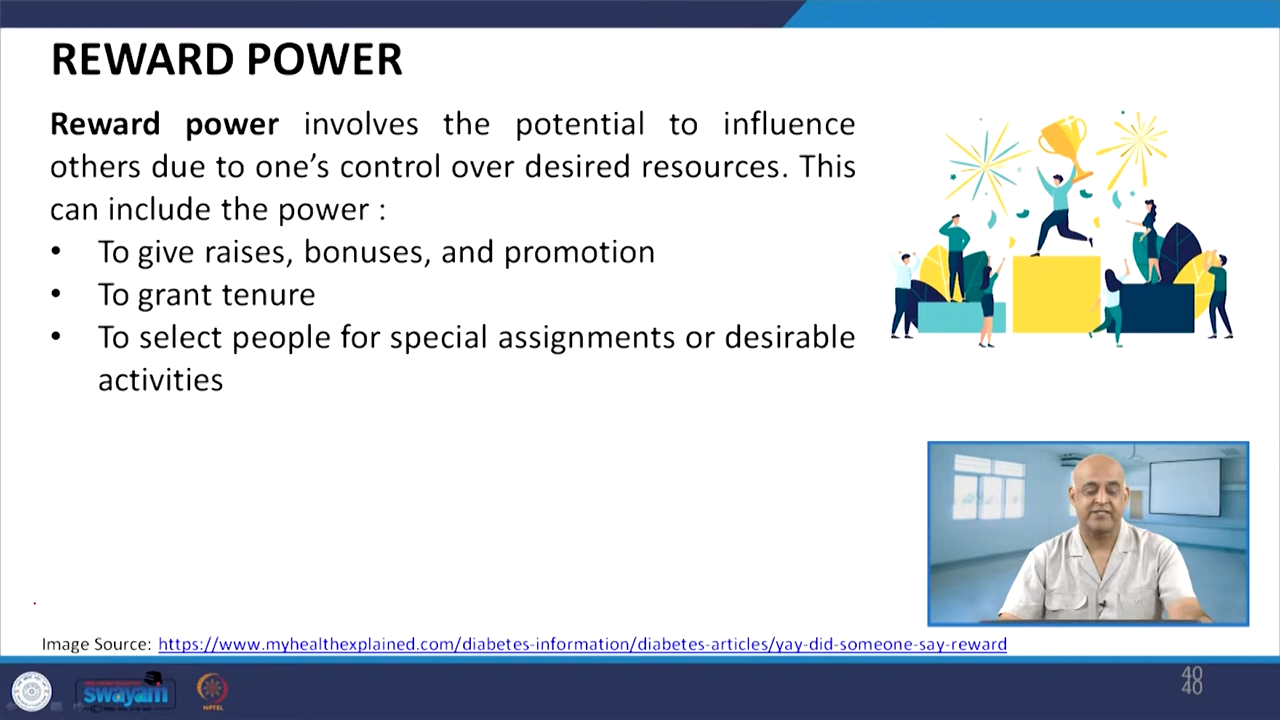 REWARD POWER
Reward power involves the potential to influence
others due to one’s control over desired resources. This
can include the power :
• To give raises, bonuses, and promotion
• To grant tenure
• To select people for special assignments or desirable
activities
Image Source: https://www.myhealthexplained.com/diabetes-information/diabetes-articles/yay-did-someone-say-reward
swayam
NPTEL
40
40